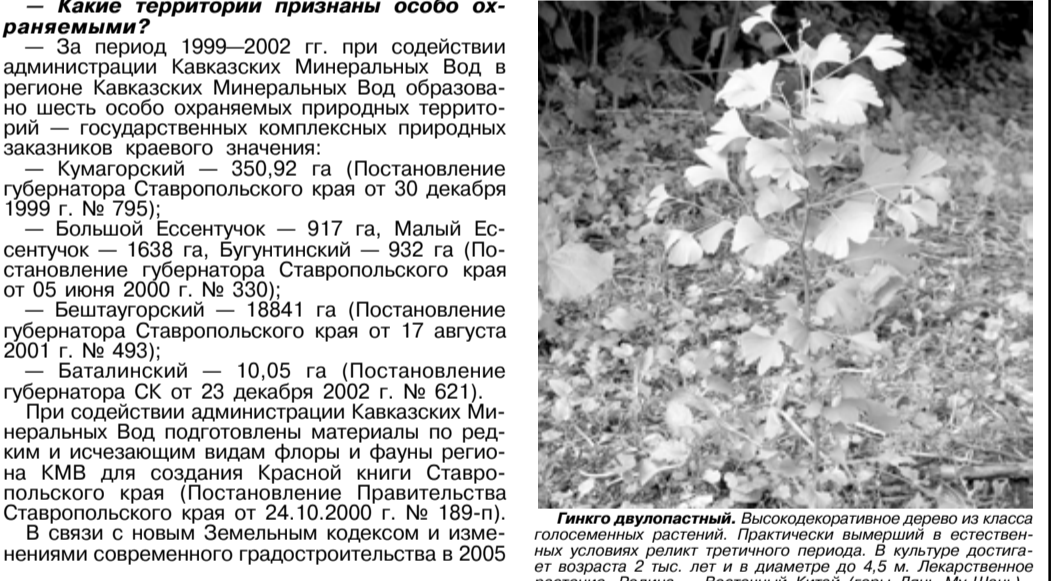 — Какие территории признаны особо ох-
раняемыми?
— За период 1999—2002 гг. при содействии
администрации Кавказских Минеральных Вод в
регионе Кавказских Минеральных Вод образова-
но шесть особо охраняемых природных террито-
рий — государственных комплексных природных
заказников краевого значения:
— Кумагорский — 350,92 га (Постановление
губернатора Ставропольского края от 30 декабря
1999 г. № 795);
— Большой Ессентучок — 917 га, Малый Ес-
сентучок — 1638 га, Бугунтинский — 932 га (По-
становление губернатора Ставропольского края
от 05 июня 2000 г. № 330);
— Бештаугорский — 18841 га (Постановление
губернатора Ставропольского края от 17 августа
2001 г. № 493);
— Баталинский — 10,05 га (Постановление
губернатора СК от 23 декабря 2002 г. № 621).
При содействии администрации Кавказских Ми-
неральных Вод подготовлены материалы по ред-
ким и исчезающим видам флоры и фауны регио-
на КМВ для создания Красной книги Ставро-
польского края (Постановление Правительства
Ставропольского края от 24.10.2000 г. № 189-п).
В связи с новым Земельным кодексом и изме-
нениями современного градостроительства в 2005
Гинкго двулопастный. Высокодекоративное дерево из класса
голосеменных растений. Практически вымерший в естествен-
ных условиях реликт третичного периода. В культуре достига-
ет возраста 2 тыс. лет и в диаметре до 4,5 м. Лекарственное
растение. Родина — Восточный Китай (горы